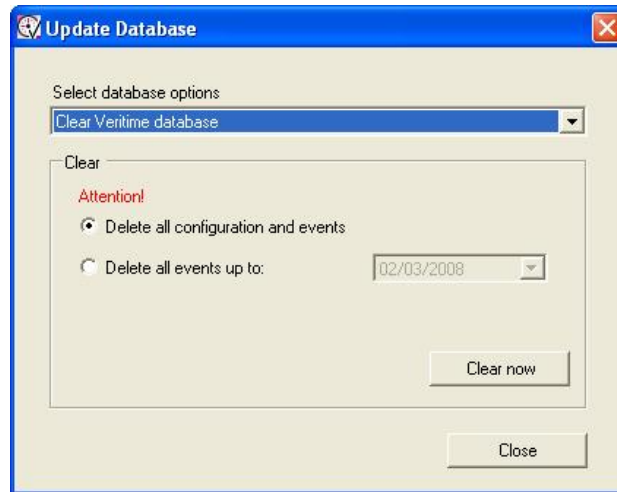 Update Database
Select database options
Clear Veritime database
Clear
Attention!
Delete all configuration and events
Delete all events up to: 02/03/2008
Clear now
Close